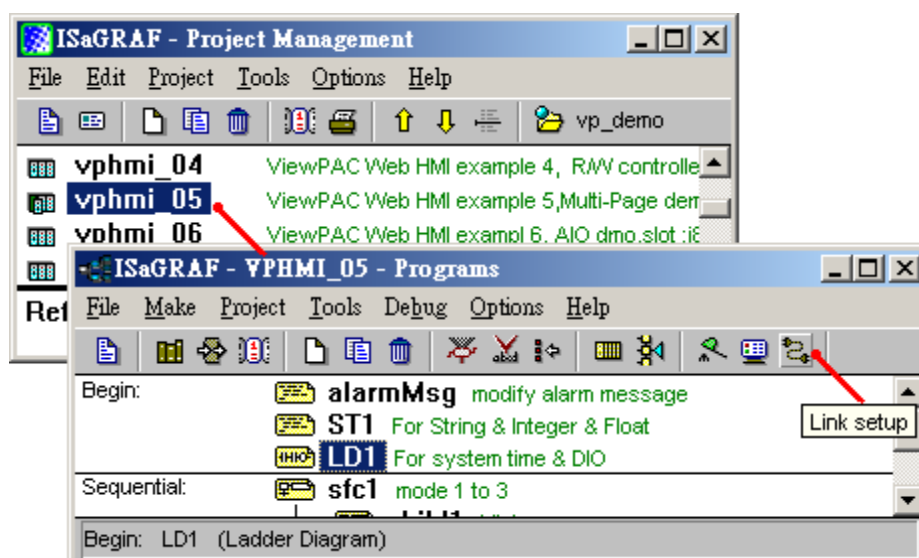 ISaGRAF - Project Management
File Edit Project Tools Options Help
vp_demo
vphmi_04 ViewPAC Web HMI example 4, R/W controlle
vphmi_05 ViewPAC Web HMI example 5,Multi-Page dem
vphmi_06 ViewPAC Web HMI exampl 6, AIO dmo,slot :i8
Ref
ISaGRAF - VPHMI_05 - Programs
File Make Project Tools Debug Options Help
Link setup
Begin: alarmMsg modify alarm message
ST1 For String & Integer & Float
LD1 For system time & DIO
Sequential: sfc1 mode 1 to 3
Begin: LD1 (Ladder Diagram)